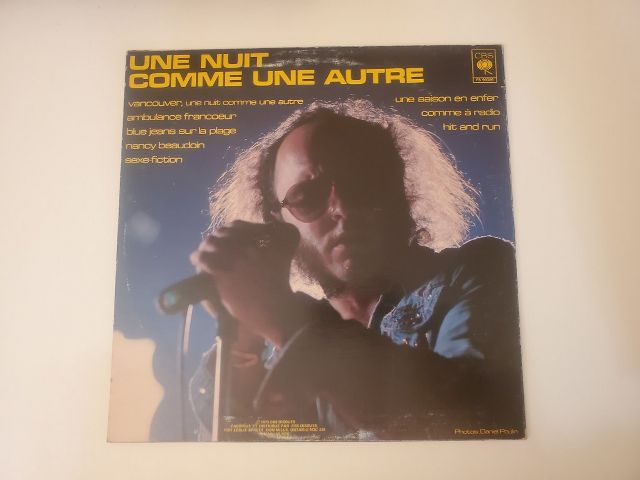 UNE NUIT
COMME UNE AUTRE
CBS
vancouver, une nuit comme une autre
ambulance francoeur
blue jeans sur la plage
nancy beaudoin
sexe-fiction
une saison en enfer
comme à radio
hit and run
Photos: Daniel Poulin